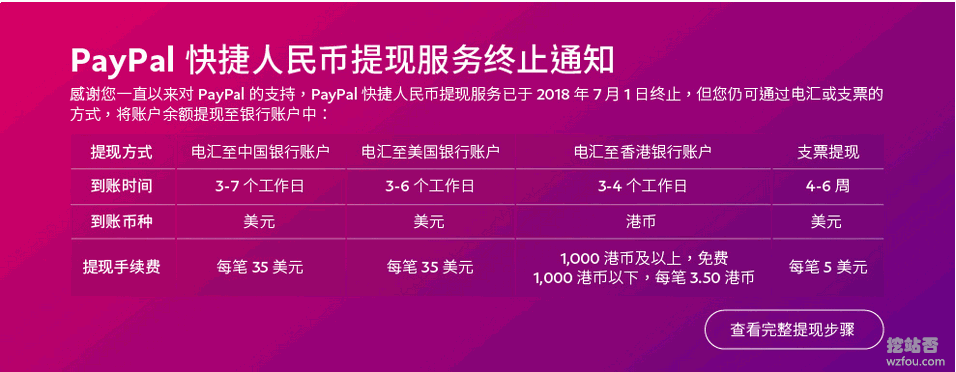 PayPal 快捷人民币提现服务终止通知
感谢您一直以来对 PayPal 的支持，PayPal 快捷人民币提现服务已于 2018 年 7 月 1 日终止，但您仍可通过电汇或支票的
方式，将账户余额提现至银行账户中：
提现方式 电汇至中国银行账户 电汇至美国银行账户 电汇至香港银行账户 支票提现
到账时间 3-7 个工作日 3-6 个工作日 3-4 个工作日 4-6 周
到账币种 美元 美元 港币 美元
提现手续费 每笔 35 美元 每笔 35 美元 1,000 港币及以上，免费 每笔 5 美元
1,000 港币以下，每笔 3.50 港币
查看完整提现步骤
挖站否
wzfou.com